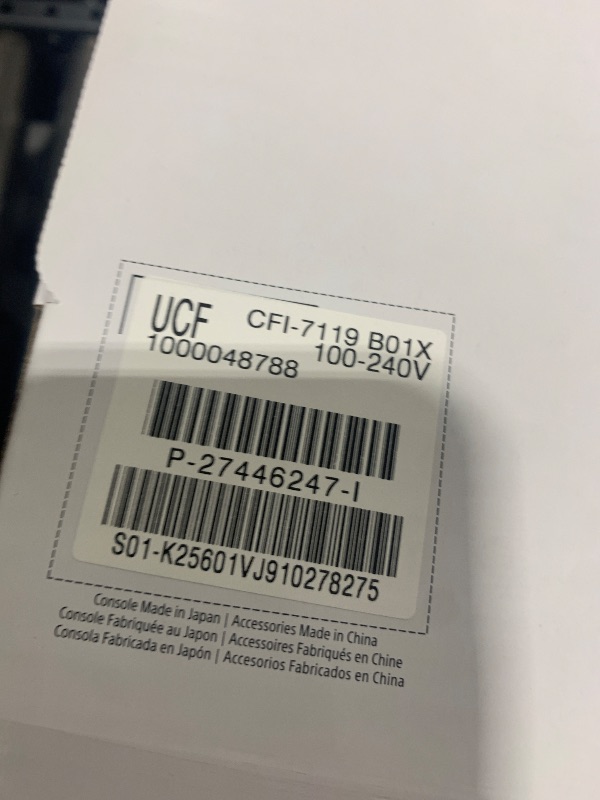 UCF CFI-7119 B01X
1000048788 100-240V
P-27446247-I
S01-K25601VJ910278275
Console Made in Japan | Accessories Made in China
Console Fabriquée au Japon | Accessoires Fabriqués en Chine
Consola Fabricada en Japón | Accesorios Fabricados en China